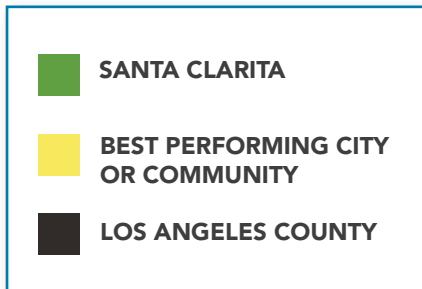 SANTA CLARITA
BEST PERFORMING CITY
OR COMMUNITY
LOS ANGELES COUNTY